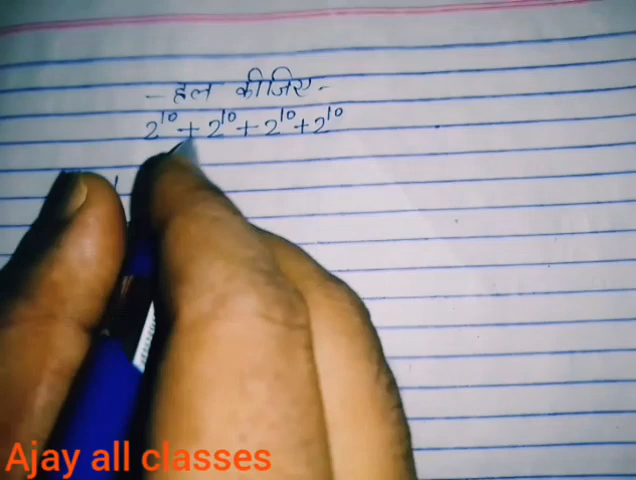 - हल कीजिए -
2¹⁰ + 2¹⁰ + 2¹⁰ + 2¹⁰
Ajay all classes